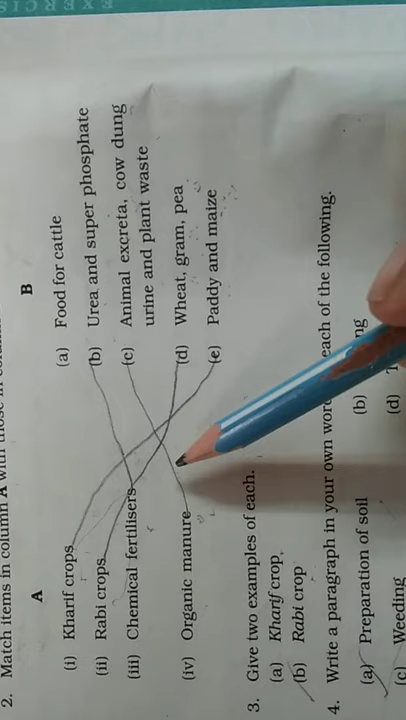 EXERCIS
2. Match items in column A with those in
A B
(i) Kharif crops (a) Food for cattle
(ii) Rabi crops (b) Urea and super phosphate
(iii) Chemical fertilisers (c) Animal excreta, cow dung
urine and plant waste
(iv) Organic manure (d) Wheat, gram, pea
(e) Paddy and maize
3. Give two examples of each.
(a) Kharif crop
(b) Rabi crop
4. Write a paragraph in your own each of the following.
(a) Preparation of soil (b)
(c) Weeding (d)